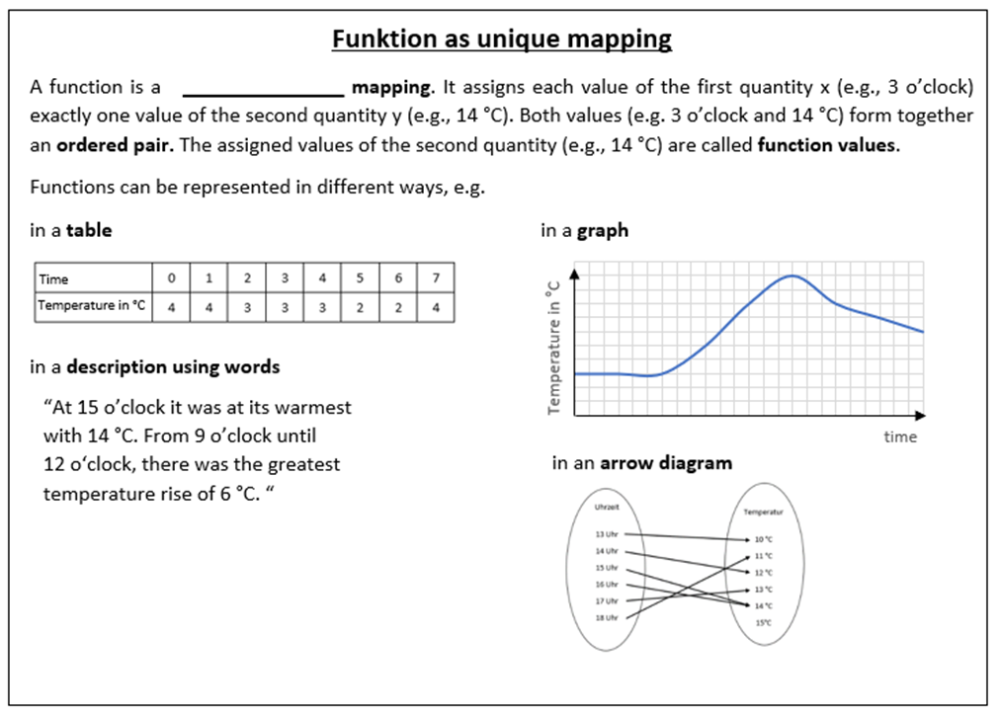 Funktion as unique mapping
A function is a ______________ mapping. It assigns each value of the first quantity x (e.g., 3 o’clock)
exactly one value of the second quantity y (e.g., 14 °C). Both values (e.g. 3 o’clock and 14 °C) form together
an ordered pair. The assigned values of the second quantity (e.g., 14 °C) are called function values.
Functions can be represented in different ways, e.g.
in a table
Time 0 1 2 3 4 5 6 7
Temperature in °C 4 4 3 3 3 2 2 4
in a description using words
“At 15 o’clock it was at its warmest
with 14 °C. From 9 o’clock until
12 o‘clock, there was the greatest
temperature rise of 6 °C. “
in a graph
Temperature in °C
time
in an arrow diagram
Uhrzeit
13 Uhr
14 Uhr
15 Uhr
16 Uhr
17 Uhr
18 Uhr
Temperatur
10 °C
11 °C
12 °C
13 °C
14 °C
15°C